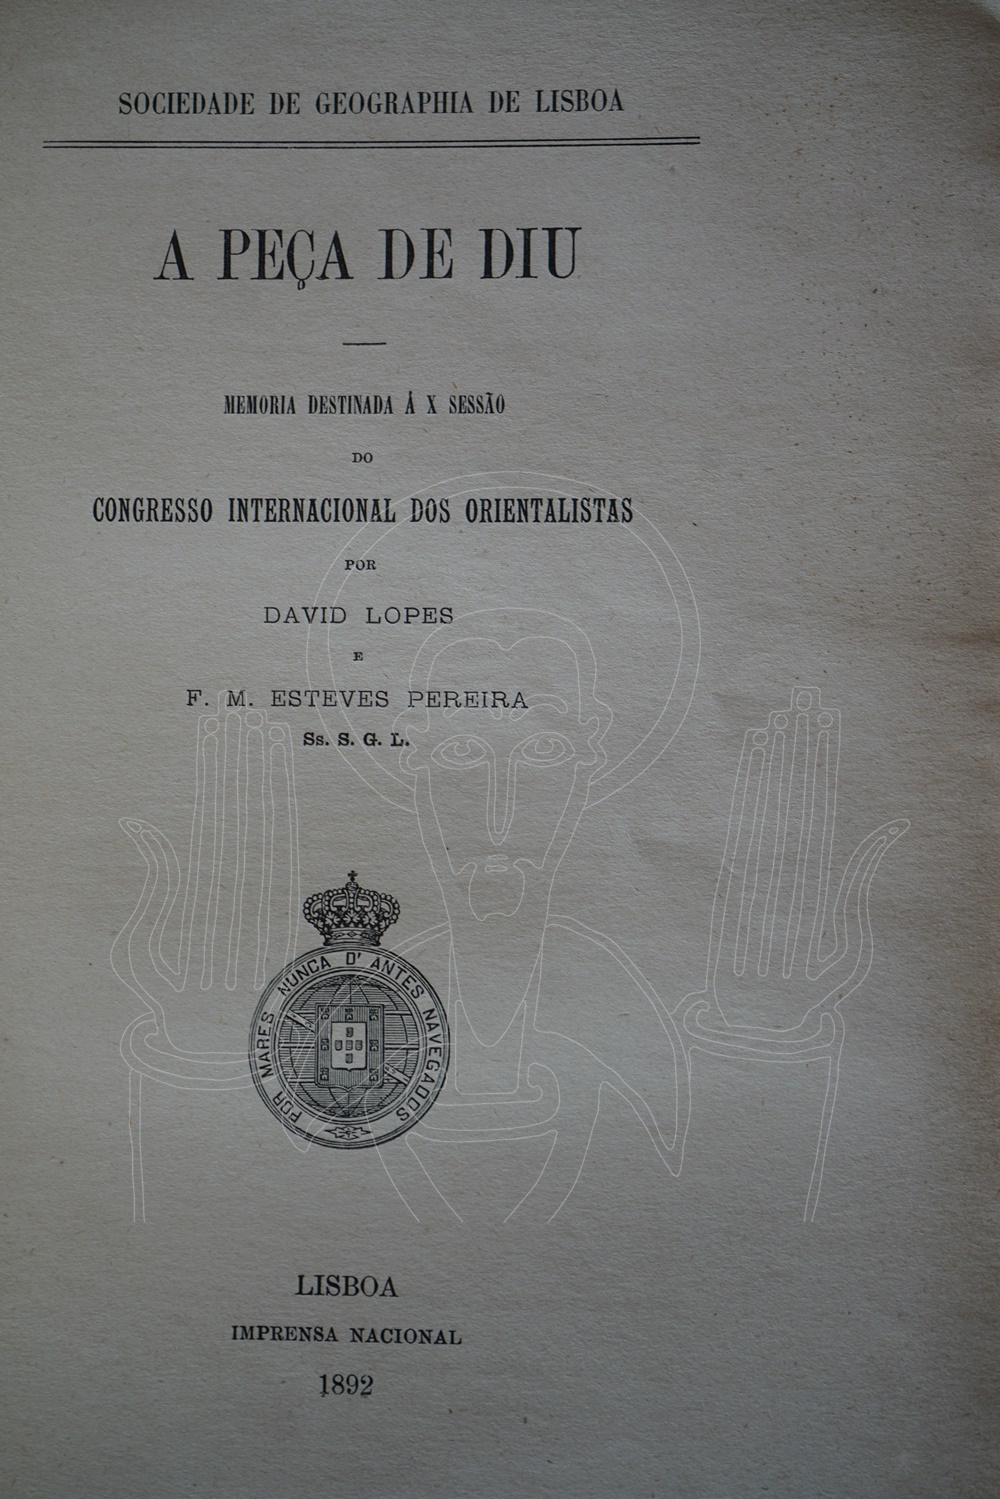 SOCIEDADE DE GEOGRAPHIA DE LISBOA
A PEÇA DE DIU
MEMORIA DESTINADA Á X SESSÃO
DO
CONGRESSO INTERNACIONAL DOS ORIENTALISTAS
POR
DAVID LOPES
E
F. M. ESTEVES PEREIRA
Ss. S. G. L.
POR MARES NUNCA D' ANTES NAVEGADOS
LISBOA
IMPRENSA NACIONAL
1892